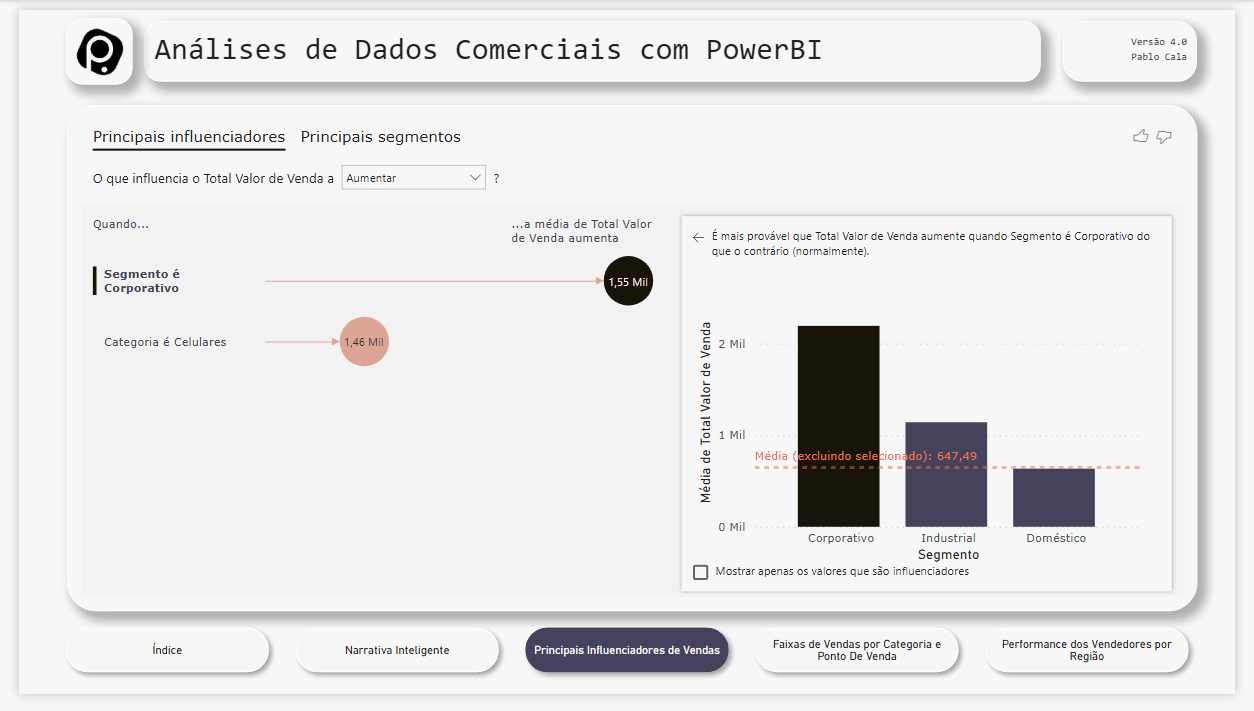 Análises de Dados Comerciais com PowerBI
Versão 4.0
Pablo Cala
Principais influenciadores
Principais segmentos
O que influencia o Total Valor de Venda a
Aumentar
?
Quando...
...a média de Total Valor
de Venda aumenta
Segmento é
Corporativo
1,55 Mil
Categoria é Celulares
1,46 Mil
É mais provável que Total Valor de Venda aumente quando Segmento é Corporativo do
que o contrário (normalmente).
Média de Total Valor de Venda
2 Mil
1 Mil
Média (excluindo selecionado): 647,49
0 Mil
Corporativo
Industrial
Doméstico
Segmento
Mostrar apenas os valores que são influenciadores
Índice
Narrativa Inteligente
Principais Influenciadores de Vendas
Faixas de Vendas por Categoria e
Ponto De Venda
Performance dos Vendedores por
Região